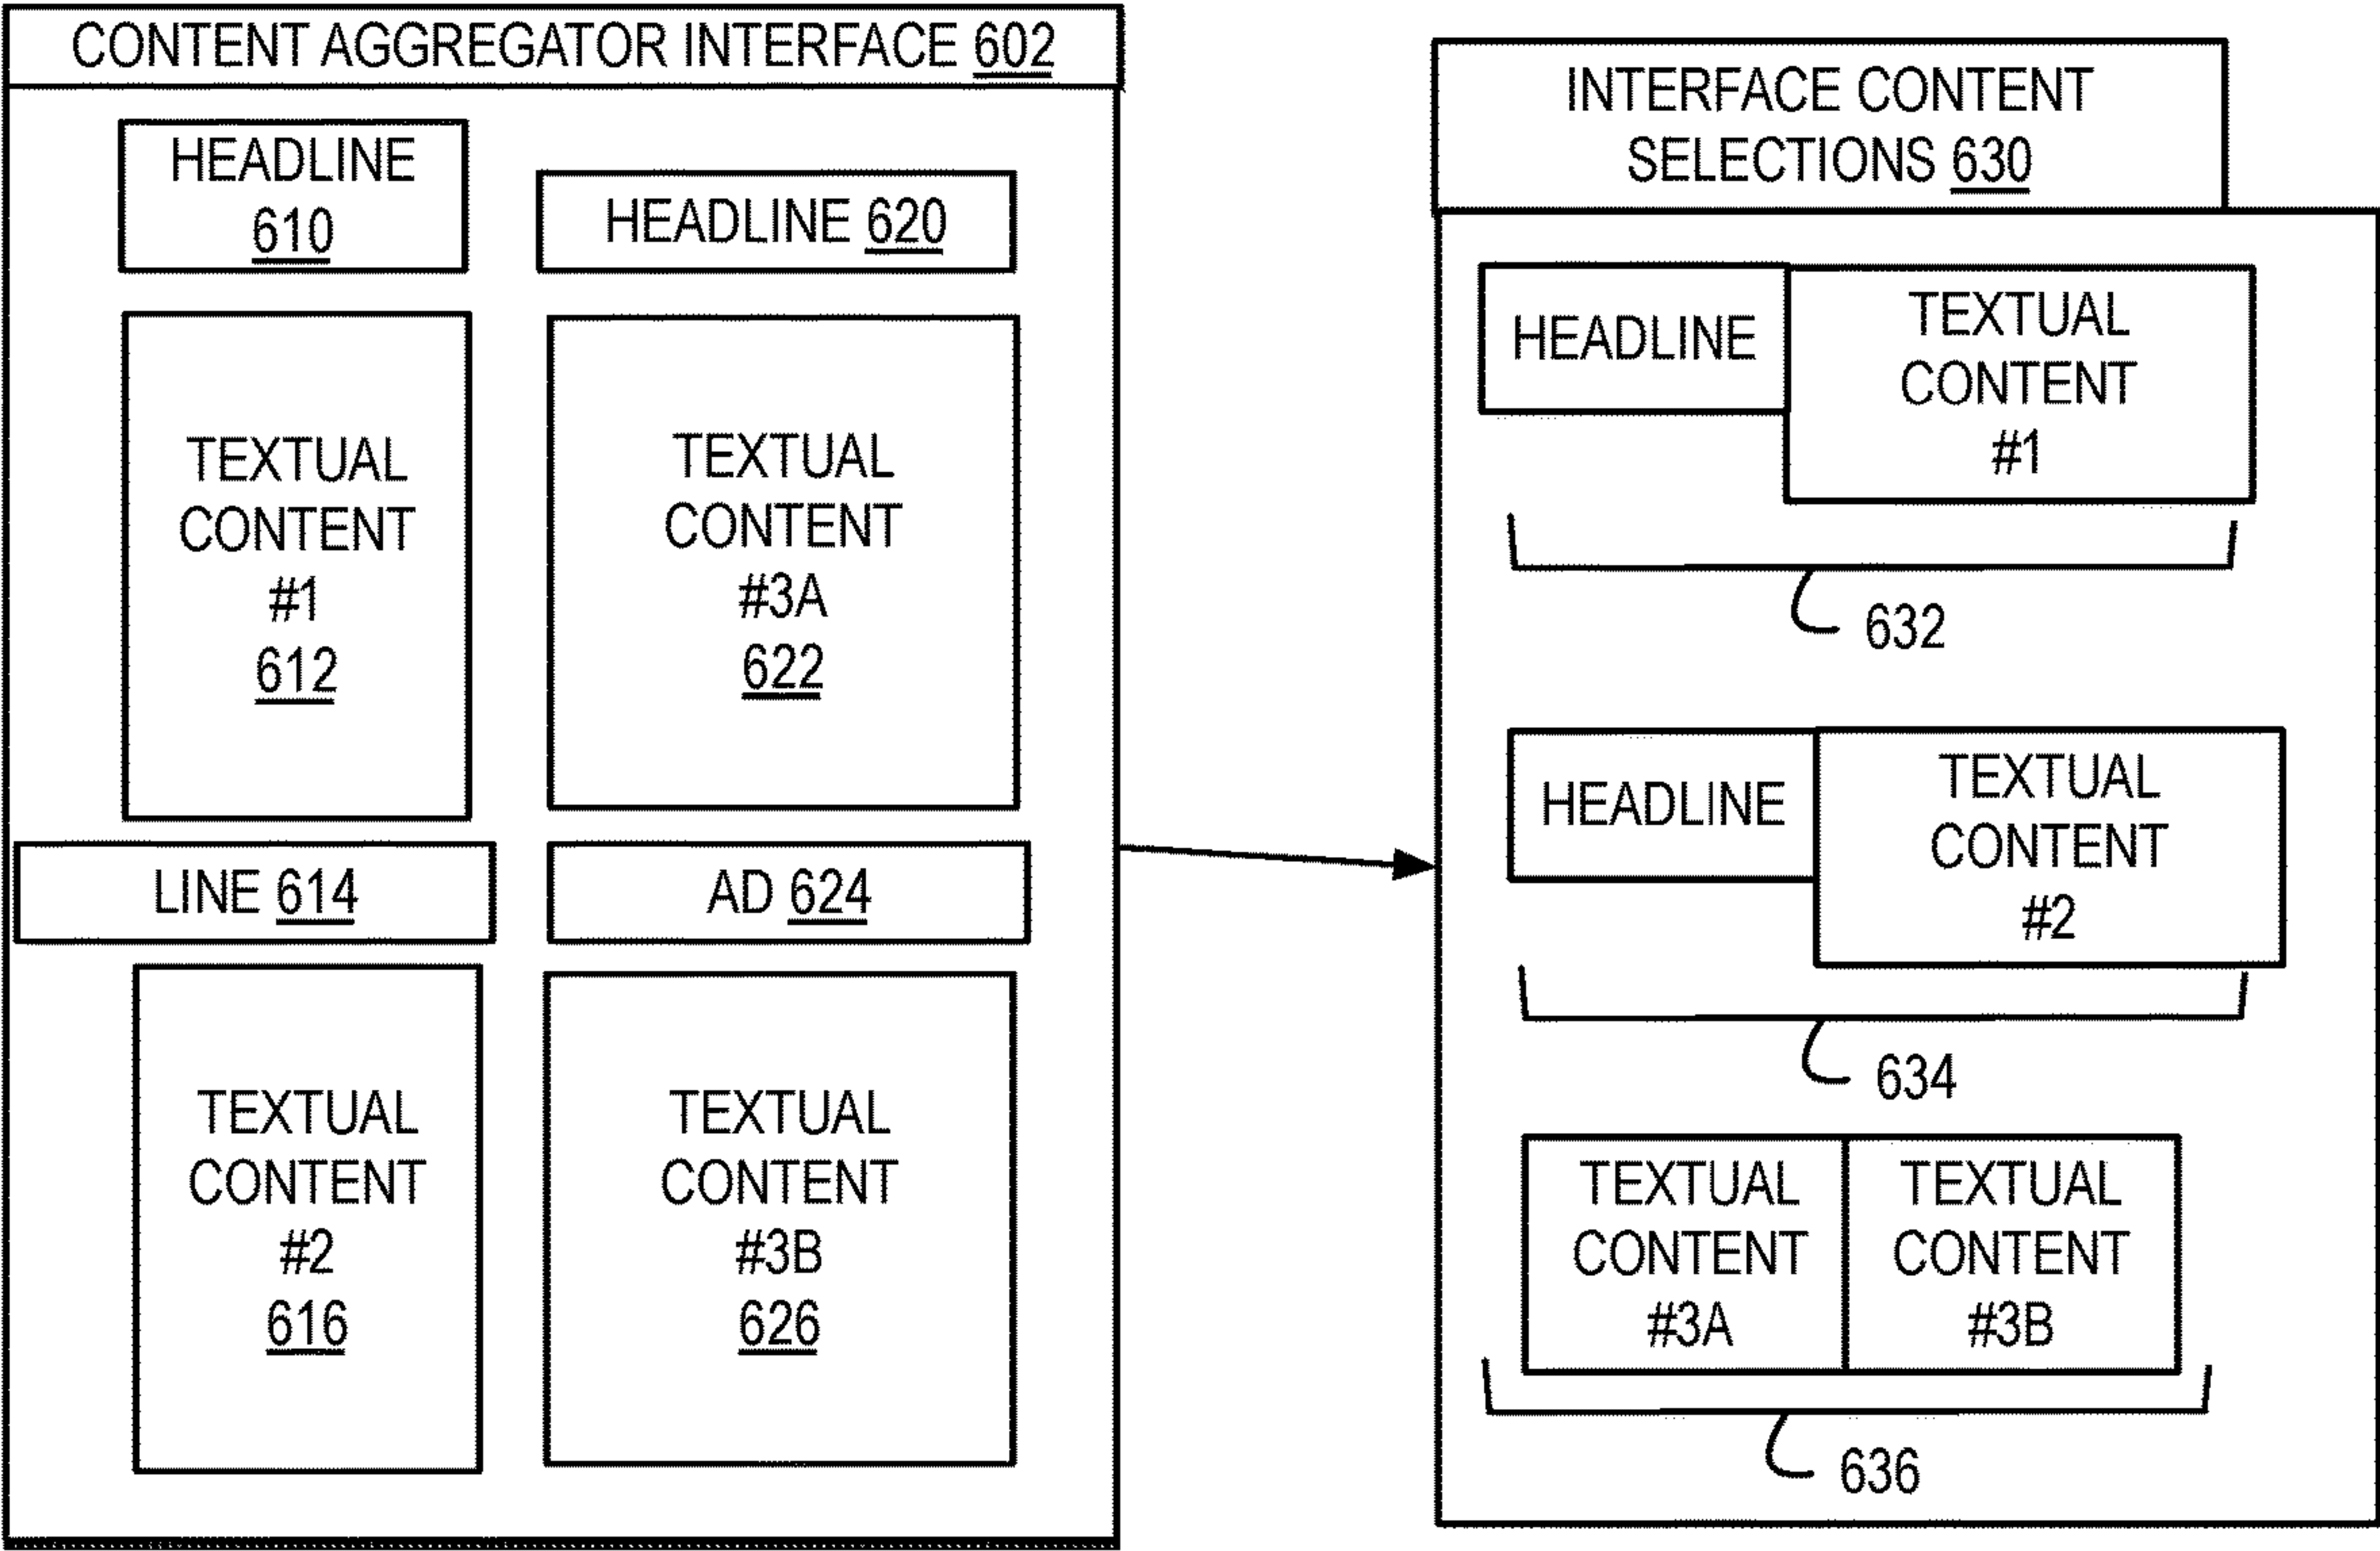 CONTENT AGGREGATOR INTERFACE 602
HEADLINE
610
HEADLINE 620
TEXTUAL
CONTENT
#1
612
TEXTUAL
CONTENT
#3A
622
LINE 614
AD 624
TEXTUAL
CONTENT
#2
616
TEXTUAL
CONTENT
#3B
626
INTERFACE CONTENT
SELECTIONS 630
HEADLINE
TEXTUAL
CONTENT
#1
632
HEADLINE
TEXTUAL
CONTENT
#2
634
TEXTUAL
CONTENT
#3A
TEXTUAL
CONTENT
#3B
636